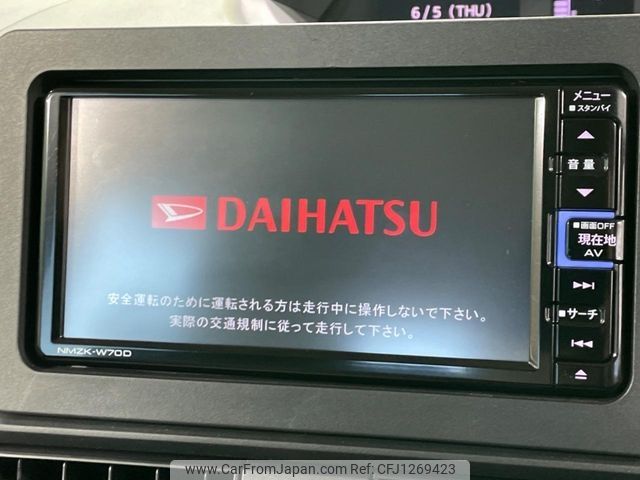 6/5 (THU)
メニュー
■スタンバイ
音量
■画面OFF
現在地
AV
■サーチ
DAIHATSU
安全運転のために運転される方は走行中に操作しないで下さい。
実際の交通規制に従って走行して下さい。
NMZK-W70D
www.CarFromJapan.com/car/CFJ1269423